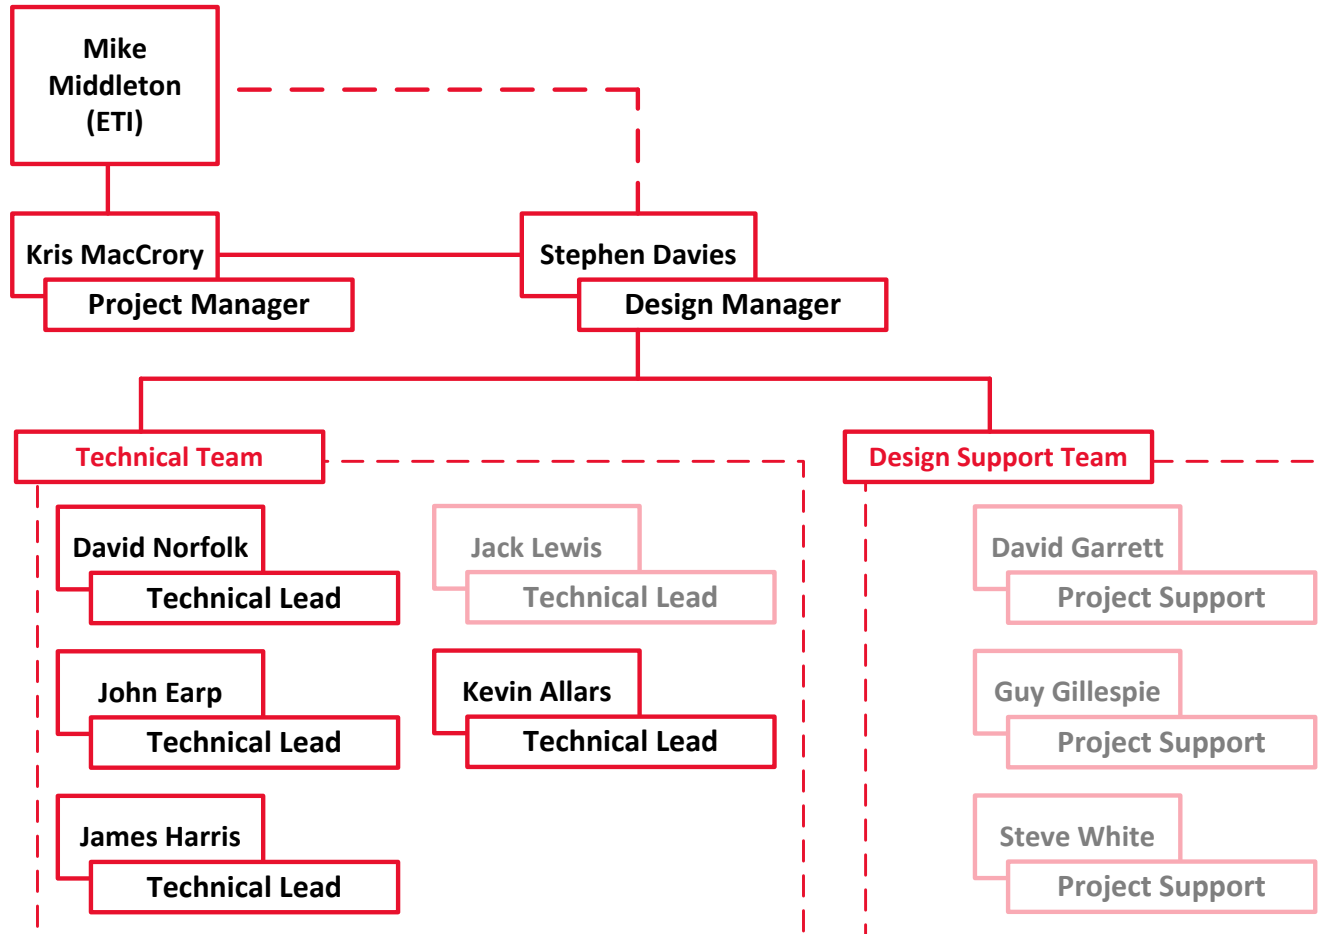 Mike
Middleton
(ETI)
Kris MacCrory
Project Manager
Stephen Davies
Design Manager
Technical Team
Design Support Team
David Norfolk
Technical Lead
Jack Lewis
Technical Lead
David Garrett
Project Support
John Earp
Technical Lead
Kevin Allars
Technical Lead
Guy Gillespie
Project Support
James Harris
Technical Lead
Steve White
Project Support